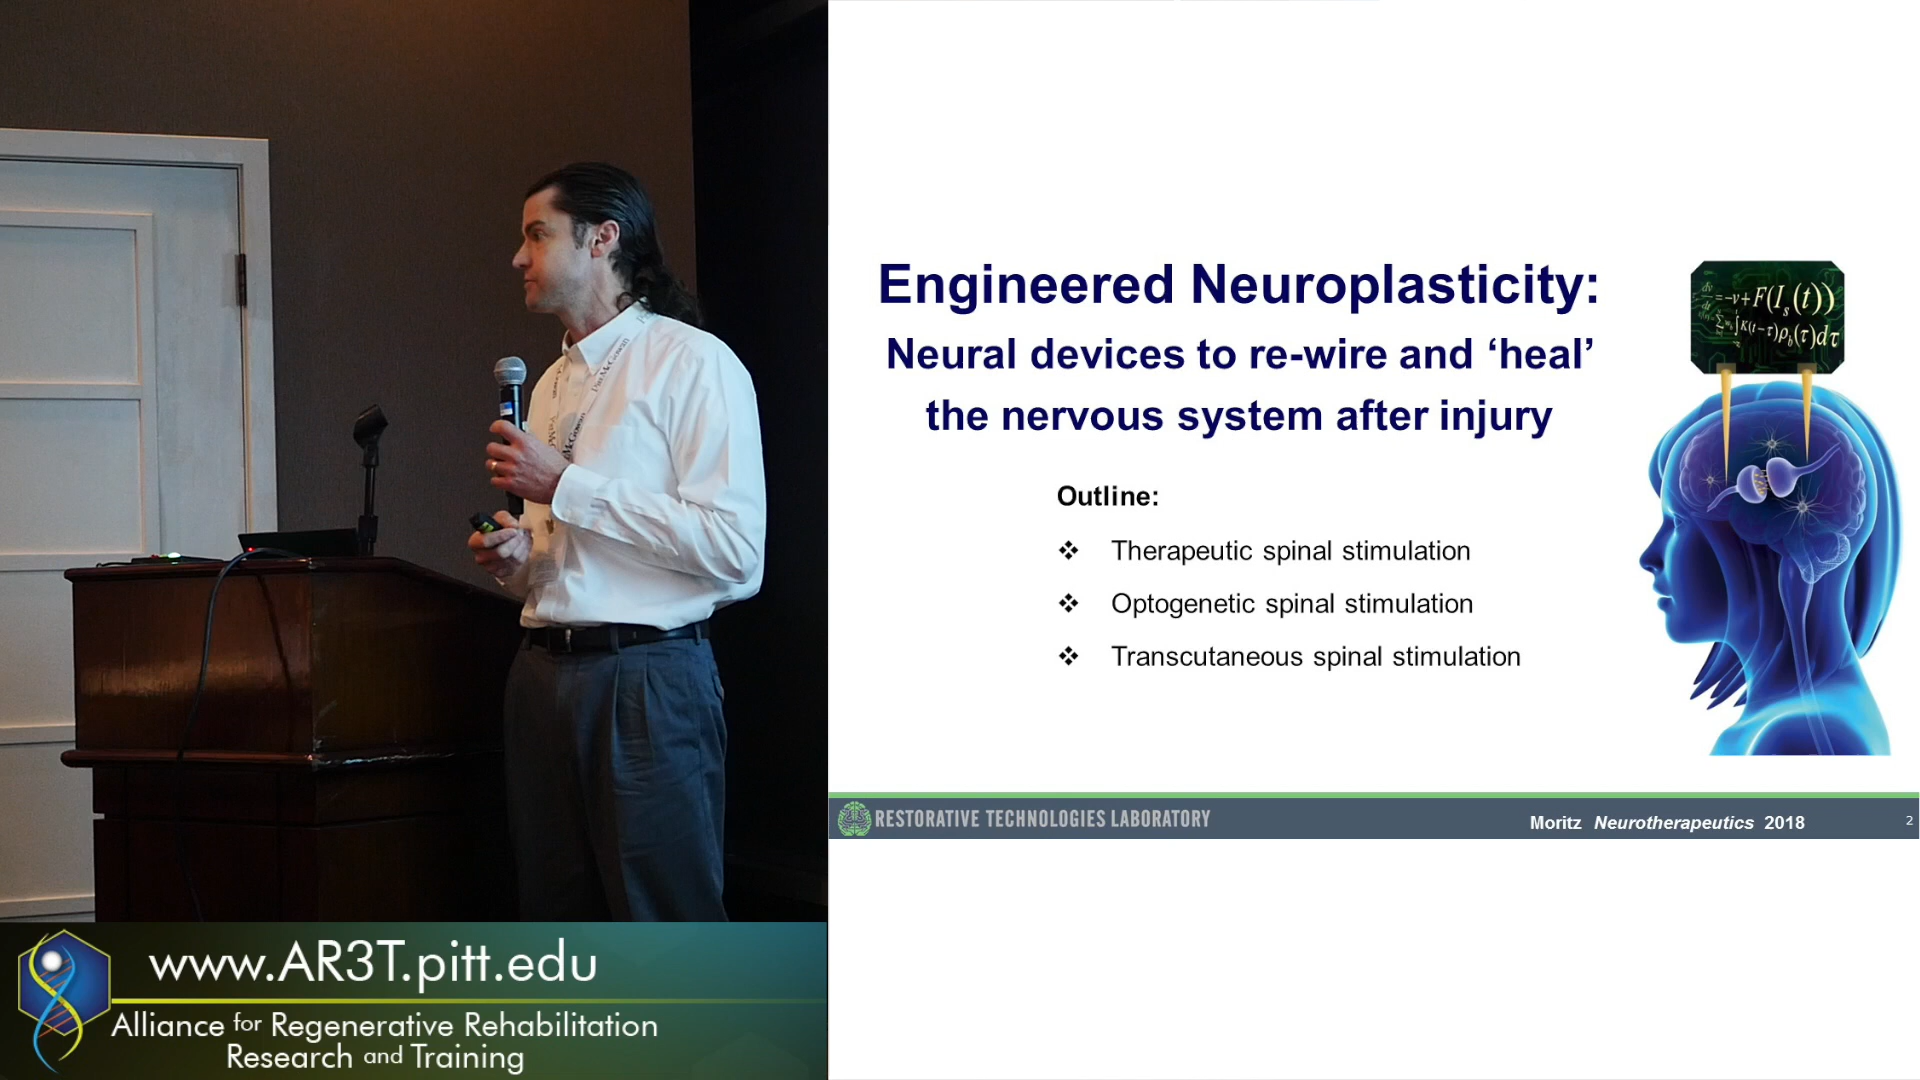 Engineered Neuroplasticity:
Neural devices to re-wire and ‘heal’
the nervous system after injury
Outline:
❖ Therapeutic spinal stimulation
❖ Optogenetic spinal stimulation
❖ Transcutaneous spinal stimulation
RESTORATIVE TECHNOLOGIES LABORATORY
Moritz Neurotherapeutics 2018
2
www.AR3T.pitt.edu
Alliance for Regenerative Rehabilitation
Research and Training